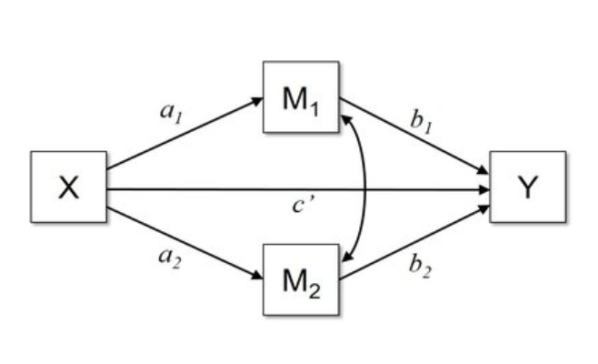 M₁
a₁
b₁
X
Y
c’
a₂
b₂
M₂